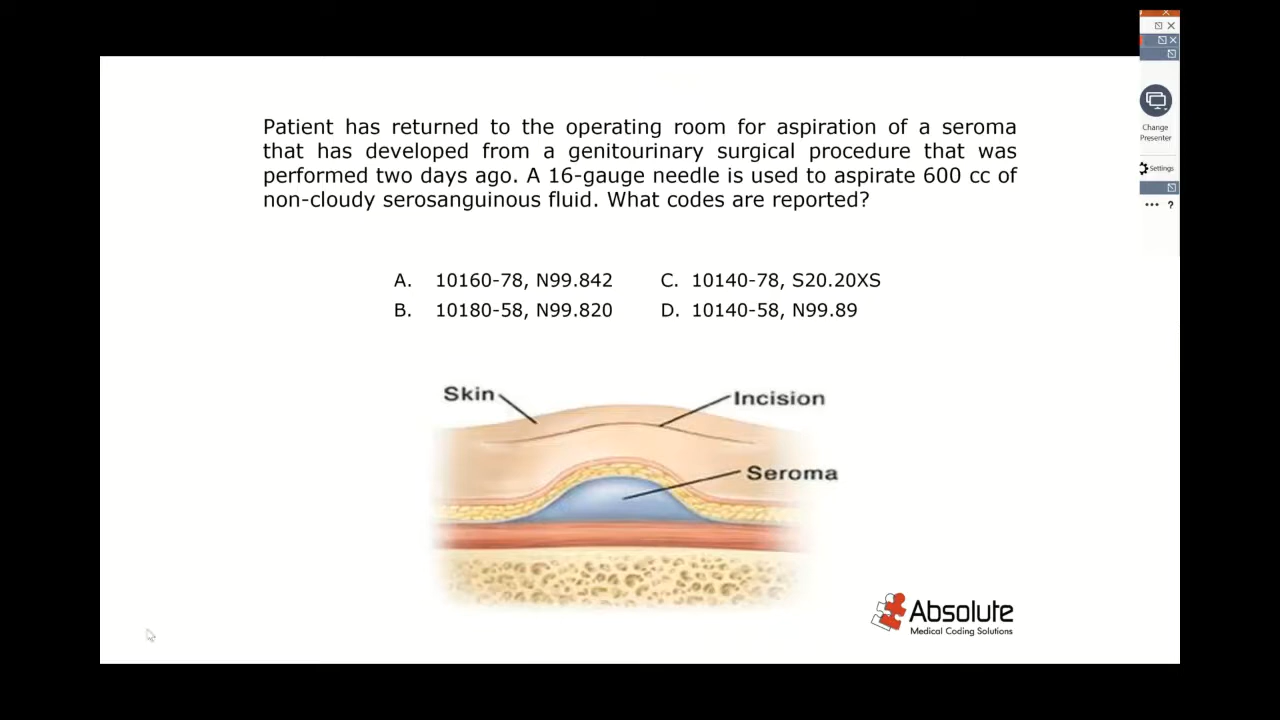 Patient has returned to the operating room for aspiration of a seroma
that has developed from a genitourinary surgical procedure that was
performed two days ago. A 16-gauge needle is used to aspirate 600 cc of
non-cloudy serosanguinous fluid. What codes are reported?
A. 10160-78, N99.842
B. 10180-58, N99.820
C. 10140-78, S20.20XS
D. 10140-58, N99.89
Skin
Incision
Seroma
Absolute
Medical Coding Solutions
Change
Presenter
Settings
... ?